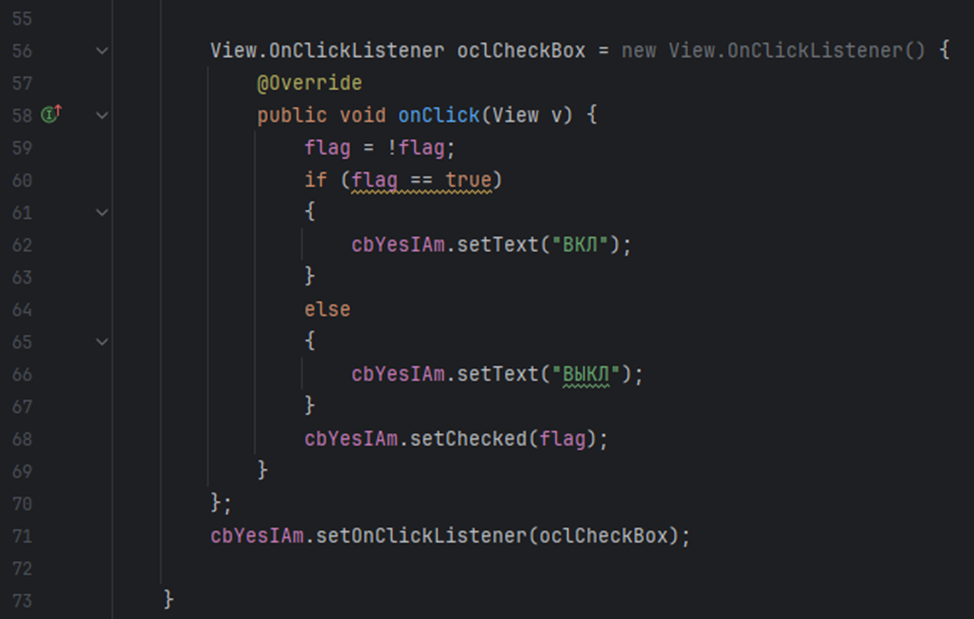 55
56 View.OnClickListener oclCheckBox = new View.OnClickListener() {
57 @Override
58 public void onClick(View v) {
59 flag = !flag;
60 if (flag == true)
61 {
62 cbYesIAm.setText("ВКЛ");
63 }
64 else
65 {
66 cbYesIAm.setText("ВЫКЛ");
67 }
68 cbYesIAm.setChecked(flag);
69 }
70 };
71 cbYesIAm.setOnClickListener(oclCheckBox);
72
73 }